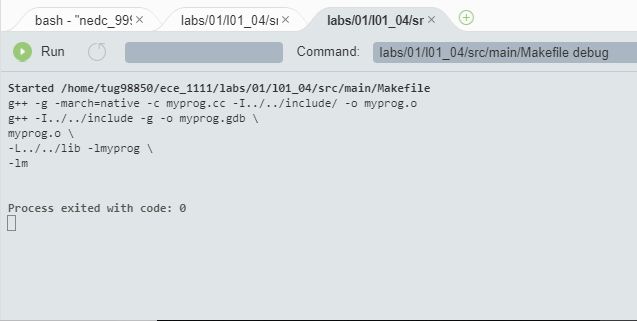 bash - "nedc_999 × labs/01/l01_04/sr × labs/01/l01_04/sr ×
Run Command: labs/01/l01_04/src/main/Makefile debug
Started /home/tug98850/ece_1111/labs/01/l01_04/src/main/Makefile
g++ -g -march=native -c myprog.cc -I../../include/ -o myprog.o
g++ -I../../include -g -o myprog.gdb \
myprog.o \
-L../../lib -lmyprog \
-lm
Process exited with code: 0